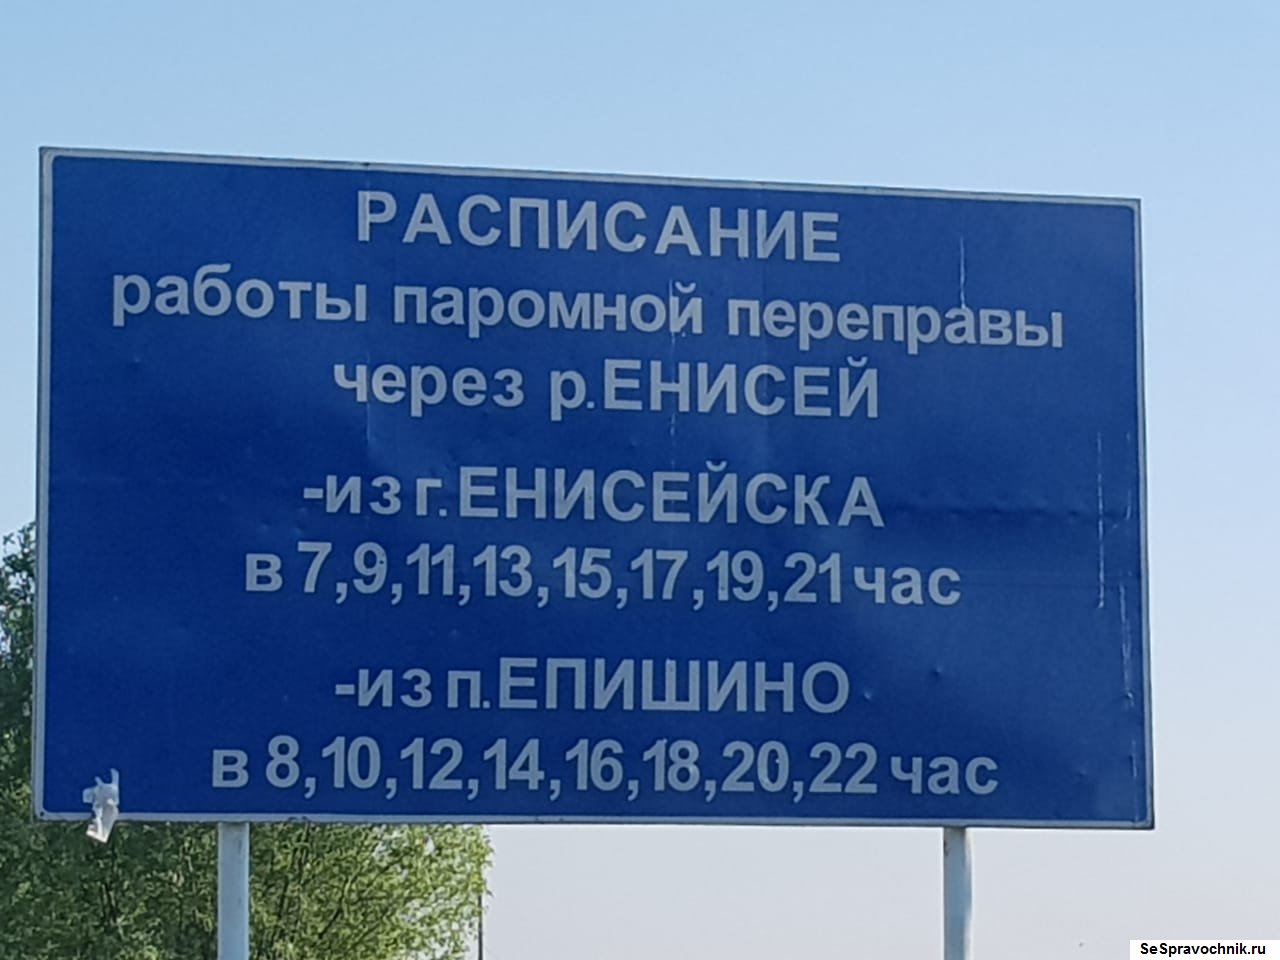 РАСПИСАНИЕ
работы паромной переправы
через р.ЕНИСЕЙ
-из г.ЕНИСЕЙСКА
в 7,9,11,13,15,17,19,21 час
-из п.ЕПИШИНО
в 8,10,12,14,16,18,20,22 час
SeSpravochnik.ru